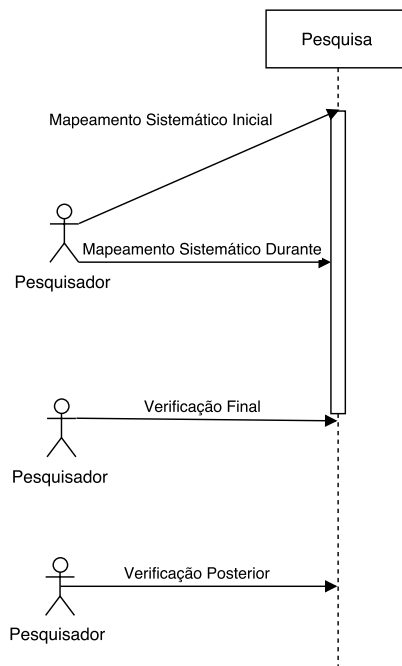 Pesquisa
Mapeamento Sistemático Inicial
Mapeamento Sistemático Durante
Pesquisador
Verificação Final
Pesquisador
Verificação Posterior
Pesquisador